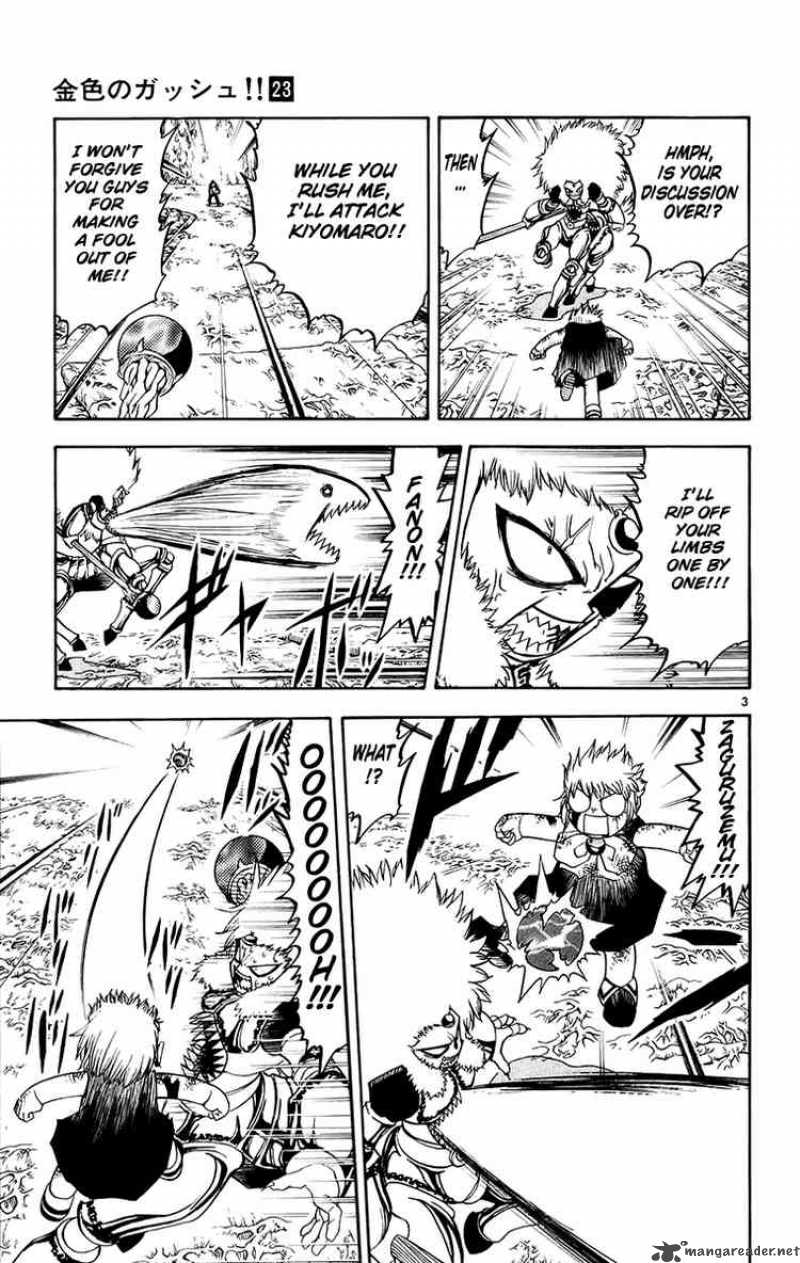 金色のガッシュ!! 23
HMPH,
IS YOUR
DISCUSSION
OVER!?
THEN
...
WHILE YOU
RUSH ME,
I'LL ATTACK
KIYOMARO!!
I WON'T
FORGIVE
YOU GUYS
FOR
MAKING
A FOOL
OUT OF
ME!!
I'LL
RIP OFF
YOUR
LIMBS
ONE BY
ONE!!!
FANON!!!
3
ZAGURUZEMU!!!
WHAT
!?
OOOOOOOOOH!!!
mangareader.net